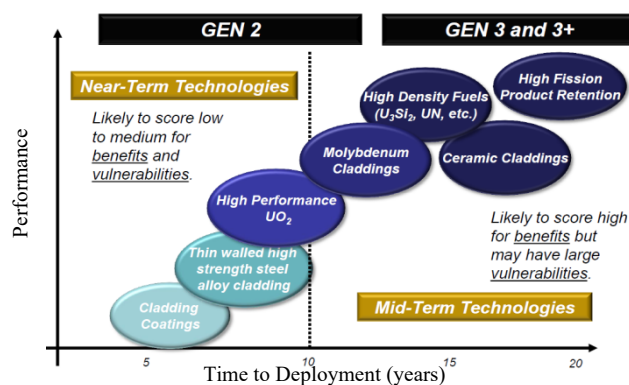 GEN 2
GEN 3 and 3+
Near-Term Technologies
Likely to score low
to medium for
benefits and
vulnerabilities.
High Fission
Product Retention
High Density Fuels
(U₃Si₂, UN, etc.)
Molybdenum
Claddings
Ceramic Claddings
High Performance
UO₂
Likely to score high
for benefits but
may have large
vulnerabilities.
Thin walled high
strength steel
alloy cladding
Cladding
Coatings
Mid-Term Technologies
Performance
5
10
15
20
Time to Deployment (years)